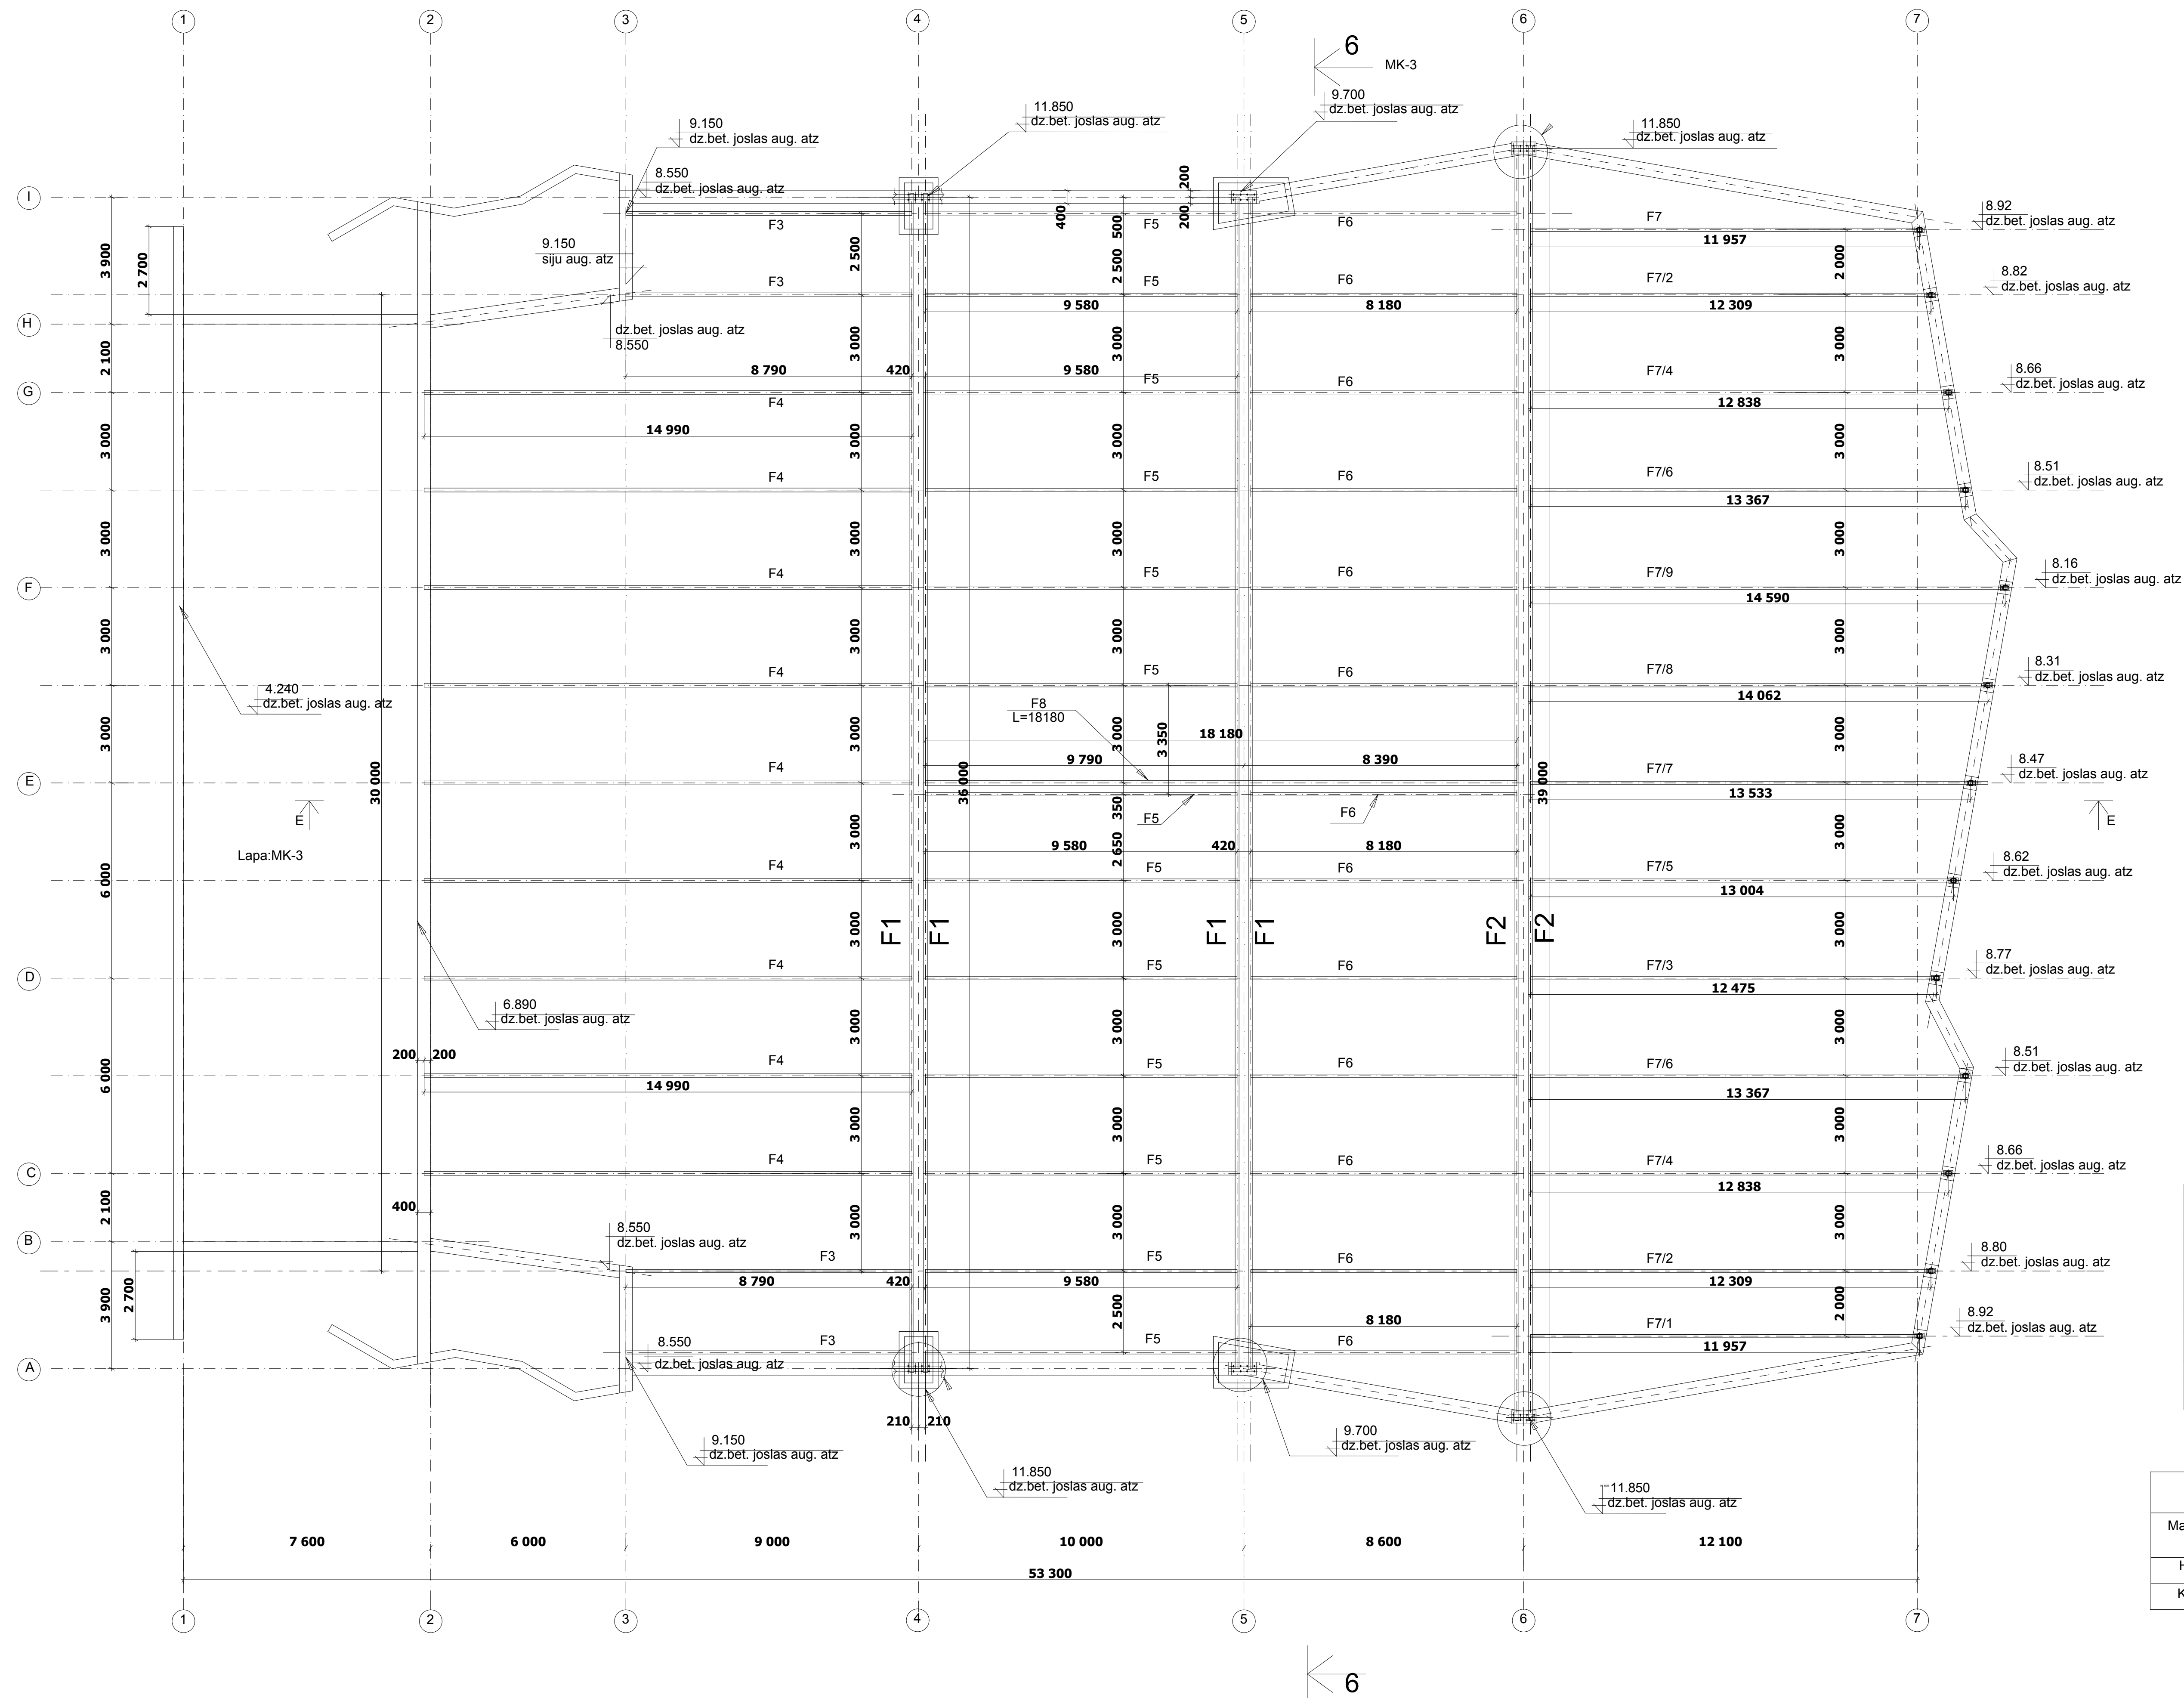 1 2 3 4 5 6 7
6
MK-3
9.150
dz.bet. joslas aug. atz
11.850
dz.bet. joslas aug. atz
9.700
dz.bet. joslas aug. atz
11.850
dz.bet. joslas aug. atz
8.550
dz.bet. joslas aug. atz
I
200
400
200
500
F3 F5 F6 F7
8.92
dz.bet. joslas aug. atz
11 957
3 900
2 700
9.150
siju aug. atz
2 500
2 500
2 000
F3 F5 F6 F7/2
8.82
dz.bet. joslas aug. atz
9 580 8 180 12 309
H
dz.bet. joslas aug. atz
8.550
2 100
3 000 3 000 3 000
8 790 420 9 580
F5 F6 F7/4
8.66
dz.bet. joslas aug. atz
G
F4
12 838
14 990
3 000 3 000 3 000 3 000
F4 F5 F6 F7/6
8.51
dz.bet. joslas aug. atz
13 367
3 000 3 000 3 000 3 000
F4 F5 F6 F7/9
8.16
dz.bet. joslas aug. atz
F
14 590
3 000 3 000 3 000 3 000
F4 F5 F6 F7/8
8.31
dz.bet. joslas aug. atz
4.240
dz.bet. joslas aug. atz
14 062
F8
L=18180
3 000 3 000 3 000 3 350 3 000
18 180
9 790 8 390
F4 F7/7
8.47
dz.bet. joslas aug. atz
E
30 000
36 000
39 000
13 533
350
F5 F6
E
E
Lapa:MK-3
3 000
2 650
3 000
9 580 420 8 180
6 000
F4 F5 F6 F7/5
8.62
dz.bet. joslas aug. atz
13 004
F1 F1 F1 F1 F2 F2
3 000 3 000 3 000
F4 F5 F6 F7/3
8.77
dz.bet. joslas aug. atz
D
12 475
6.890
dz.bet. joslas aug. atz
3 000 3 000 3 000
200 200
6 000
F4 F5 F6 F7/6
8.51
dz.bet. joslas aug. atz
14 990
13 367
3 000 3 000 3 000
F4 F5 F6 F7/4
8.66
dz.bet. joslas aug. atz
C
12 838
2 100
400
3 000 3 000 3 000
8.550
dz.bet. joslas aug. atz
B
F3 F5 F6 F7/2
8.80
dz.bet. joslas aug. atz
8 790 420 9 580 12 309
3 900
2 700
2 500
2 000
8 180
F7/1
8.92
dz.bet. joslas aug. atz
8.550
dz.bet. joslas aug. atz
F3 F5 F6
11 957
A
210 210
9.150
dz.bet. joslas aug. atz
9.700
dz.bet. joslas aug. atz
11.850
dz.bet. joslas aug. atz
11.850
dz.bet. joslas aug. atz
7 600 6 000 9 000 10 000 8 600 12 100
53 300
1 2 3 4 5 6 7
6